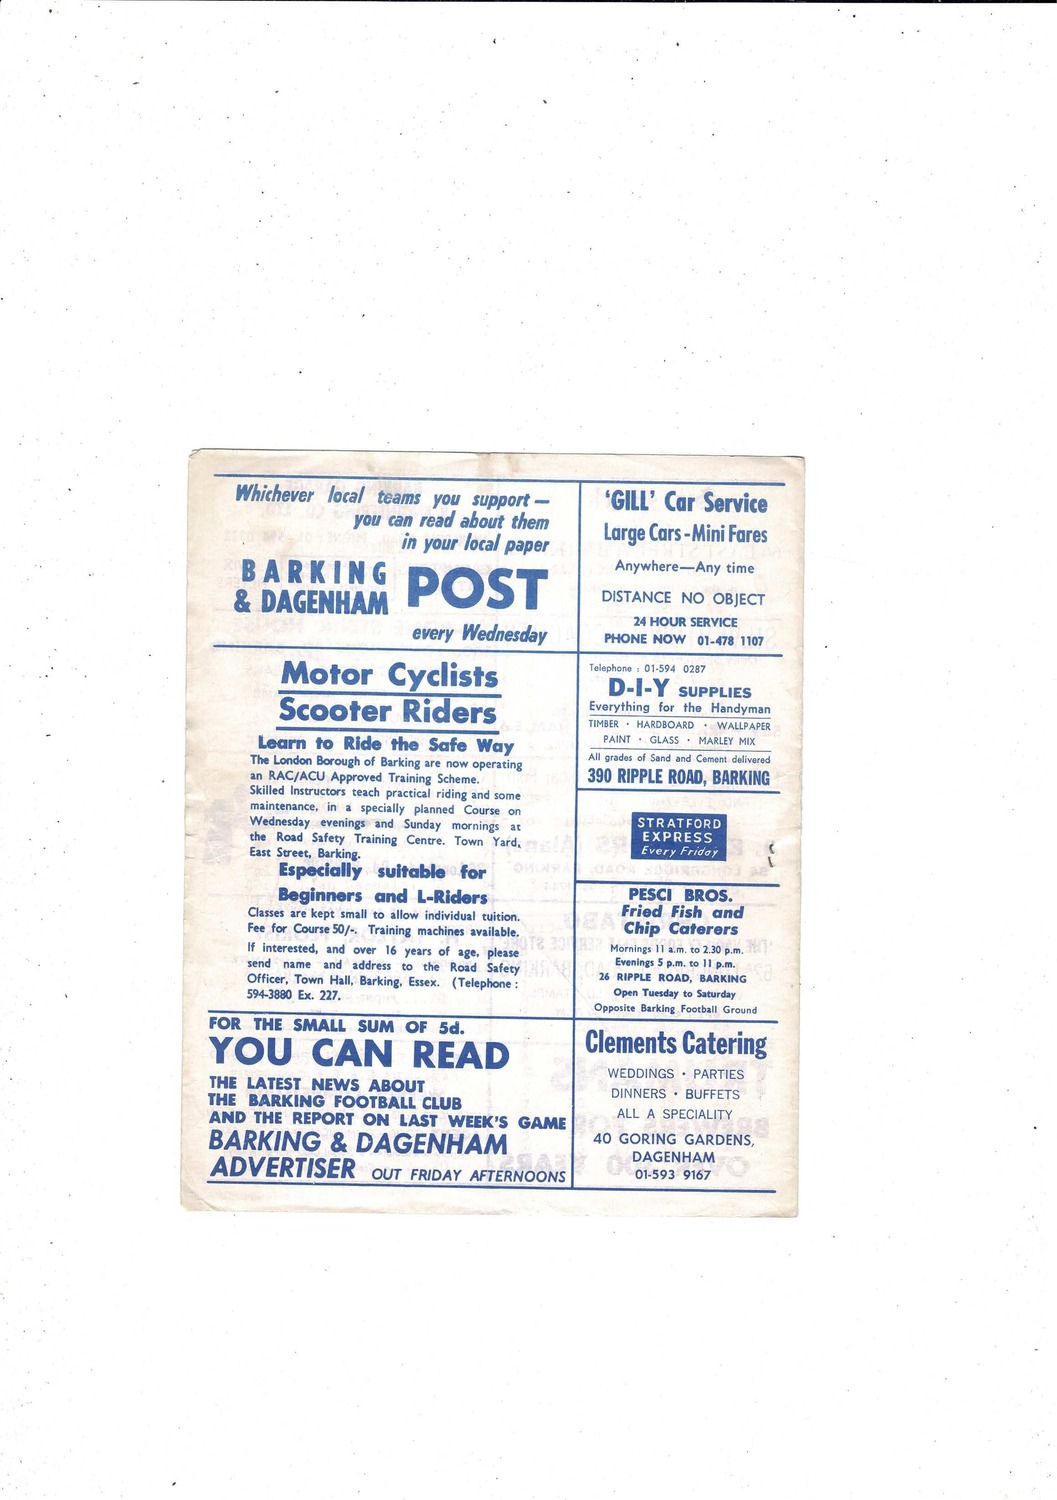 Whichever local teams you support—
you can read about them
in your local paper
BARKING
& DAGENHAM POST
every Wednesday
Motor Cyclists
Scooter Riders
Learn to Ride the Safe Way
The London Borough of Barking are now operating
an RAC/ACU Approved Training Scheme.
Skilled Instructors teach practical riding and some
maintenance, in a specially planned Course on
Wednesday evenings and Sunday mornings at
the Road Safety Training Centre. Town Yard,
East Street, Barking.
Especially suitable for
Beginners and L-Riders
Classes are kept small to allow individual tuition.
Fee for Course 50/-. Training machines available.
If interested, and over 16 years of age, please
send name and address to the Road Safety
Officer, Town Hall, Barking, Essex. (Telephone :
594-3880 Ex. 227.
FOR THE SMALL SUM OF 5d.
YOU CAN READ
THE LATEST NEWS ABOUT
THE BARKING FOOTBALL CLUB
AND THE REPORT ON LAST WEEK'S GAME
BARKING & DAGENHAM
ADVERTISER OUT FRIDAY AFTERNOONS
'GILL' Car Service
Large Cars - Mini Fares
Anywhere—Any time
DISTANCE NO OBJECT
24 HOUR SERVICE
PHONE NOW 01-478 1107
Telephone : 01-594 0287
D-I-Y SUPPLIES
Everything for the Handyman
TIMBER · HARDBOARD · WALLPAPER
PAINT · GLASS · MARLEY MIX
All grades of Sand and Cement delivered
390 RIPPLE ROAD, BARKING
STRATFORD
EXPRESS
Every Friday
PESCI BROS.
Fried Fish and
Chip Caterers
Mornings 11 a.m. to 2.30 p.m.
Evenings 5 p.m. to 11 p.m.
26 RIPPLE ROAD, BARKING
Open Tuesday to Saturday
Opposite Barking Football Ground
Clements Catering
WEDDINGS · PARTIES
DINNERS · BUFFETS
ALL A SPECIALITY
40 GORING GARDENS,
DAGENHAM
01-593 9167